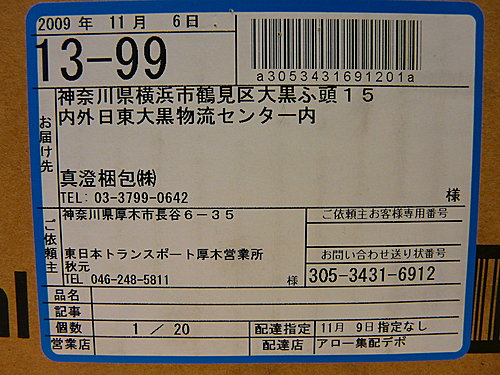 2009 年 11 月 6日
13-99
a3053431691201a
お届け先
神奈川県横浜市鶴見区大黒ふ頭１５
内外日東大黒物流センター内
真澄梱包㈱
TEL: 03-3799-0642 様
ご依頼主
神奈川県厚木市長谷６－３５
東日本トランスポート厚木営業所
秋元
TEL 046-248-5811 様
ご依頼主お客様専用番号
お問い合わせ送り状番号
305-3431-6912
品名
記事
個数 1 ／ 20 配達指定 11月 9日指定なし
営業店 配達店 アロー集配デポ